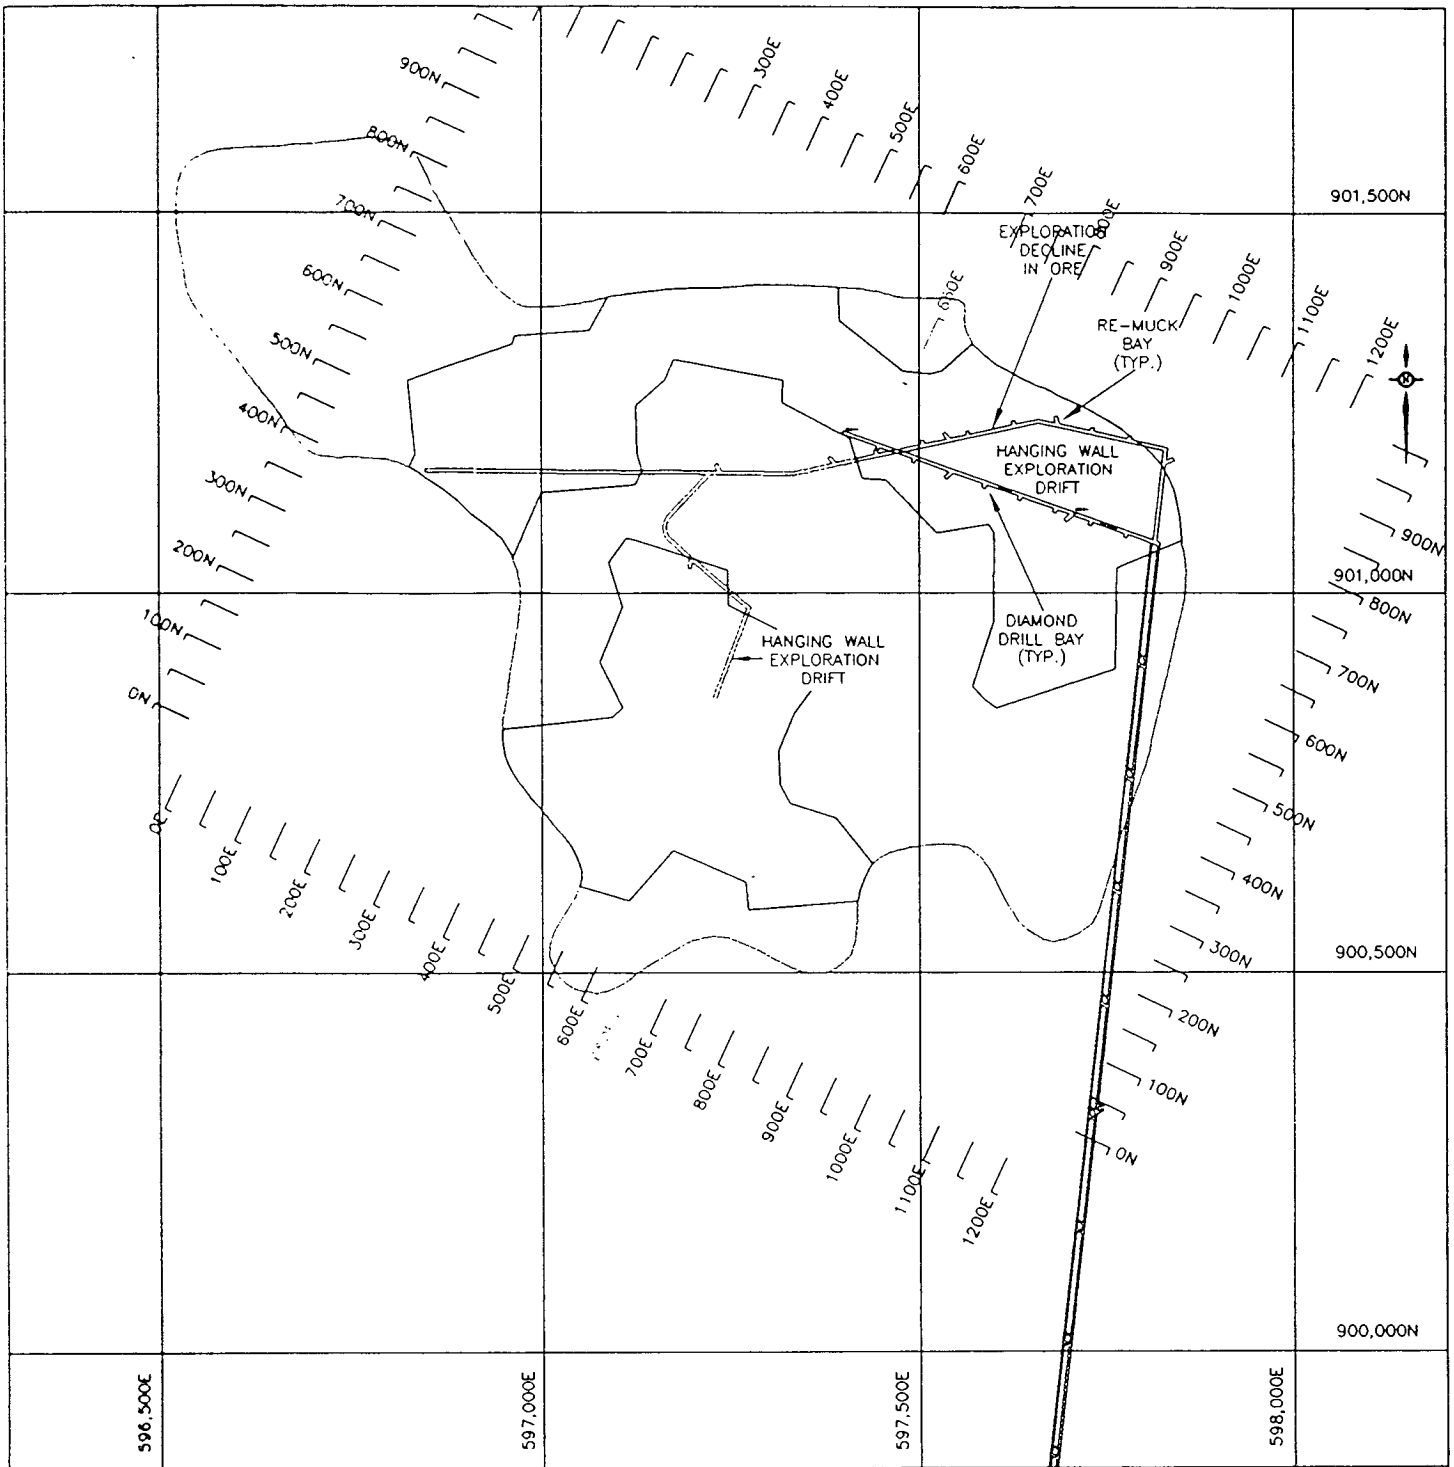 900N
800N
700N
600N
500N
400N
300N
200N
100N
0N
300E
400E
500E
600E
700E
900E
1000E
1100E
1200E
901,500N
EXPLORATION
DECLINE
IN ORE
RE-MUCK
BAY
(TYP.)
HANGING WALL
EXPLORATION
DRIFT
DIAMOND
DRILL BAY
(TYP.)
HANGING WALL
EXPLORATION
DRIFT
900N
901,000N
800N
700N
600N
500N
400N
300N
900,500N
200N
100N
0N
0E
100E
200E
300E
400E
500E
600E
700E
800E
900E
1000E
1100E
1200E
900,000N
596,500E
597,000E
597,500E
598,000E
N